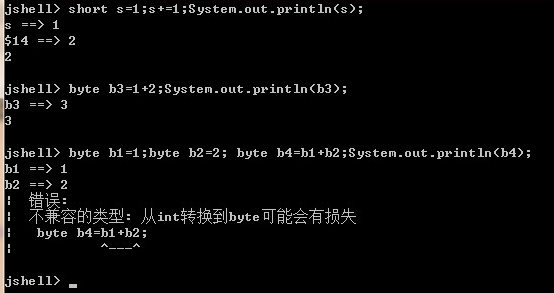 jshell> short s=1;s+=1;System.out.println(s);
s ==> 1
$14 ==> 2
2
jshell> byte b3=1+2;System.out.println(b3);
b3 ==> 3
3
jshell> byte b1=1;byte b2=2; byte b4=b1+b2;System.out.println(b4);
b1 ==> 1
b2 ==> 2
¦  错误:
¦  不兼容的类型: 从int转换到byte可能会有损失
¦   byte b4=b1+b2;
¦           ^---^
jshell> _